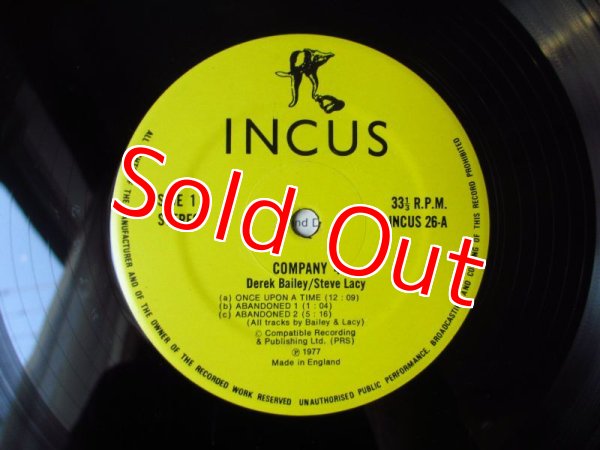 INCUS
SIDE 1
33⅓ R.P.M.
INCUS 26-A
Sold Out
COMPANY
Derek Bailey/Steve Lacy
(a) ONCE UPON A TIME (12 : 09)
(b) ABANDONED 1 (1 : 04)
(c) ABANDONED 2 (5 : 16)
(All tracks by Bailey & Lacy)
© Compatible Recording
& Publishing Ltd. (PRS)
℗ 1977
Made in England
ALL OF THE MANUFACTURER AND OF THE OWNER OF THE RECORDED WORK RESERVED UNAUTHORISED PUBLIC PERFORMANCE, BROADCASTING AND COPYING OF THIS RECORD PROHIBITED